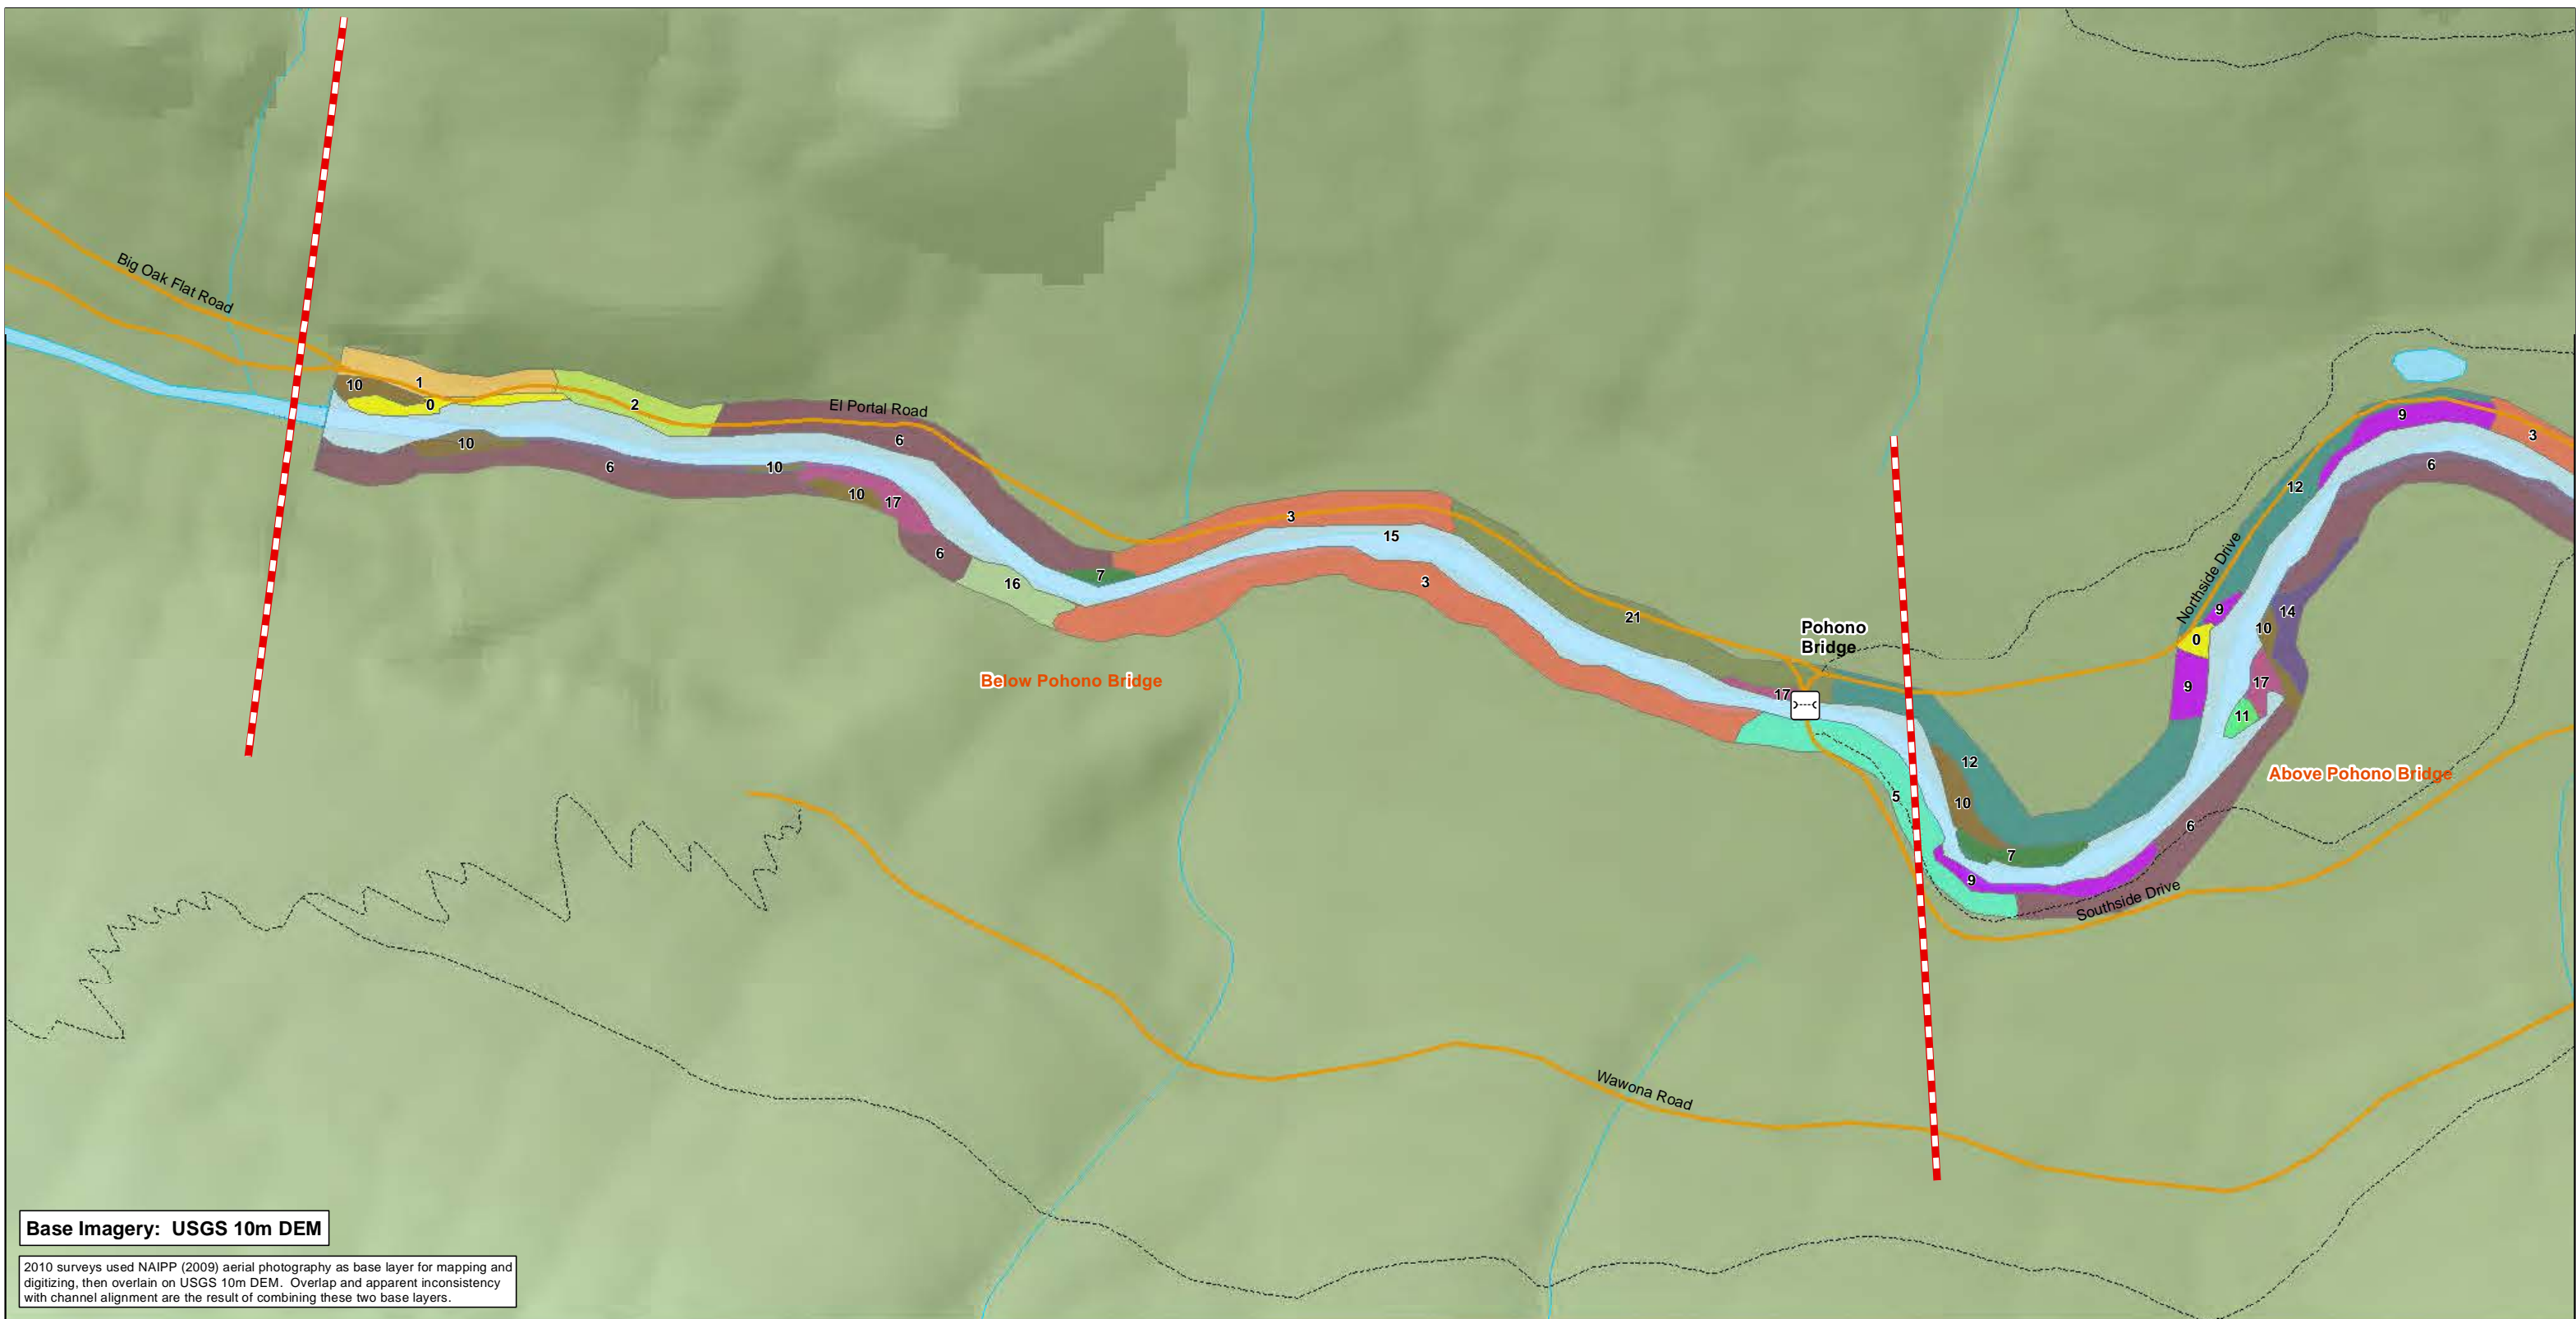 Big Oak Flat Road
10
1
0
2
El Portal Road
6
10
6
10
10
17
6
16
7
3
15
3
21
Pohono
Bridge
17
Below Pohono Bridge
5
12
10
7
9
Southside Drive
6
Above Pohono Bridge
9
3
6
12
Northside Drive
9
14
10
0
9
17
11
Wawona Road
Base Imagery: USGS 10m DEM
2010 surveys used NAIPP (2009) aerial photography as base layer for mapping and
digitizing, then overlain on USGS 10m DEM. Overlap and apparent inconsistency
with channel alignment are the result of combining these two base layers.